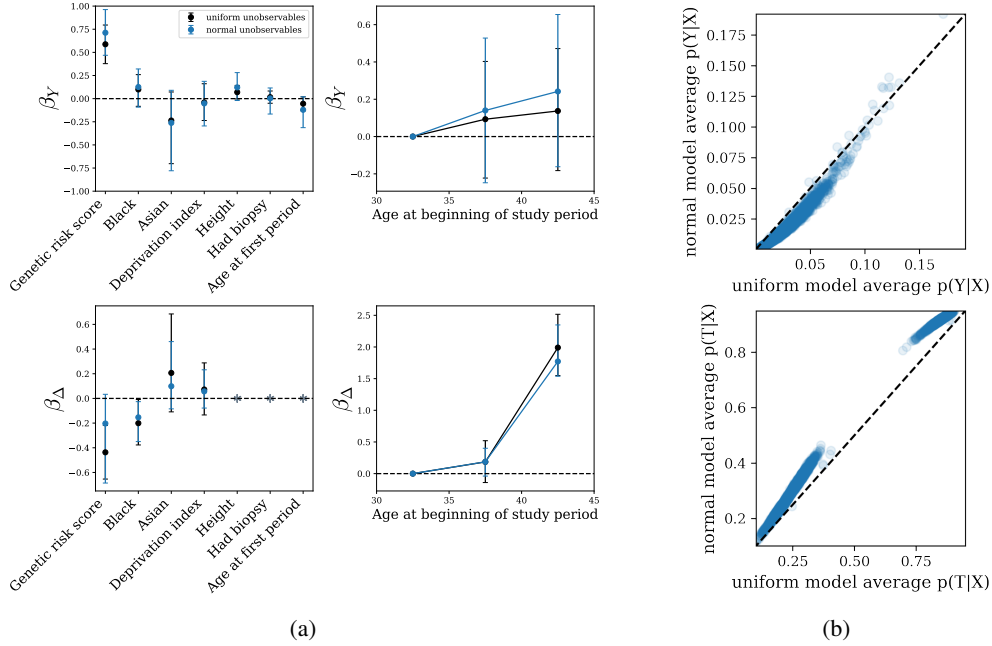 1.00
0.75
0.50
0.25
0.00
−0.25
−0.50
−0.75
−1.00
β_Y
uniform unobservables
normal unobservables
Genetic risk score
Black
Asian
Deprivation index
Height
Had biopsy
Age at first period
0.6
0.4
0.2
0.0
−0.2
β_Y
30 35 40 45
Age at beginning of study period
0.6
0.4
0.2
0.0
−0.2
−0.4
−0.6
β_Δ
Genetic risk score
Black
Asian
Deprivation index
Height
Had biopsy
Age at first period
2.5
2.0
1.5
1.0
0.5
0.0
β_Δ
30 35 40 45
Age at beginning of study period
(a)
normal model average p(Y|X)
0.175
0.150
0.125
0.100
0.075
0.050
0.025
0.05 0.10 0.15
uniform model average p(Y|X)
normal model average p(T|X)
0.8
0.6
0.4
0.2
0.25 0.50 0.75
uniform model average p(T|X)
(b)